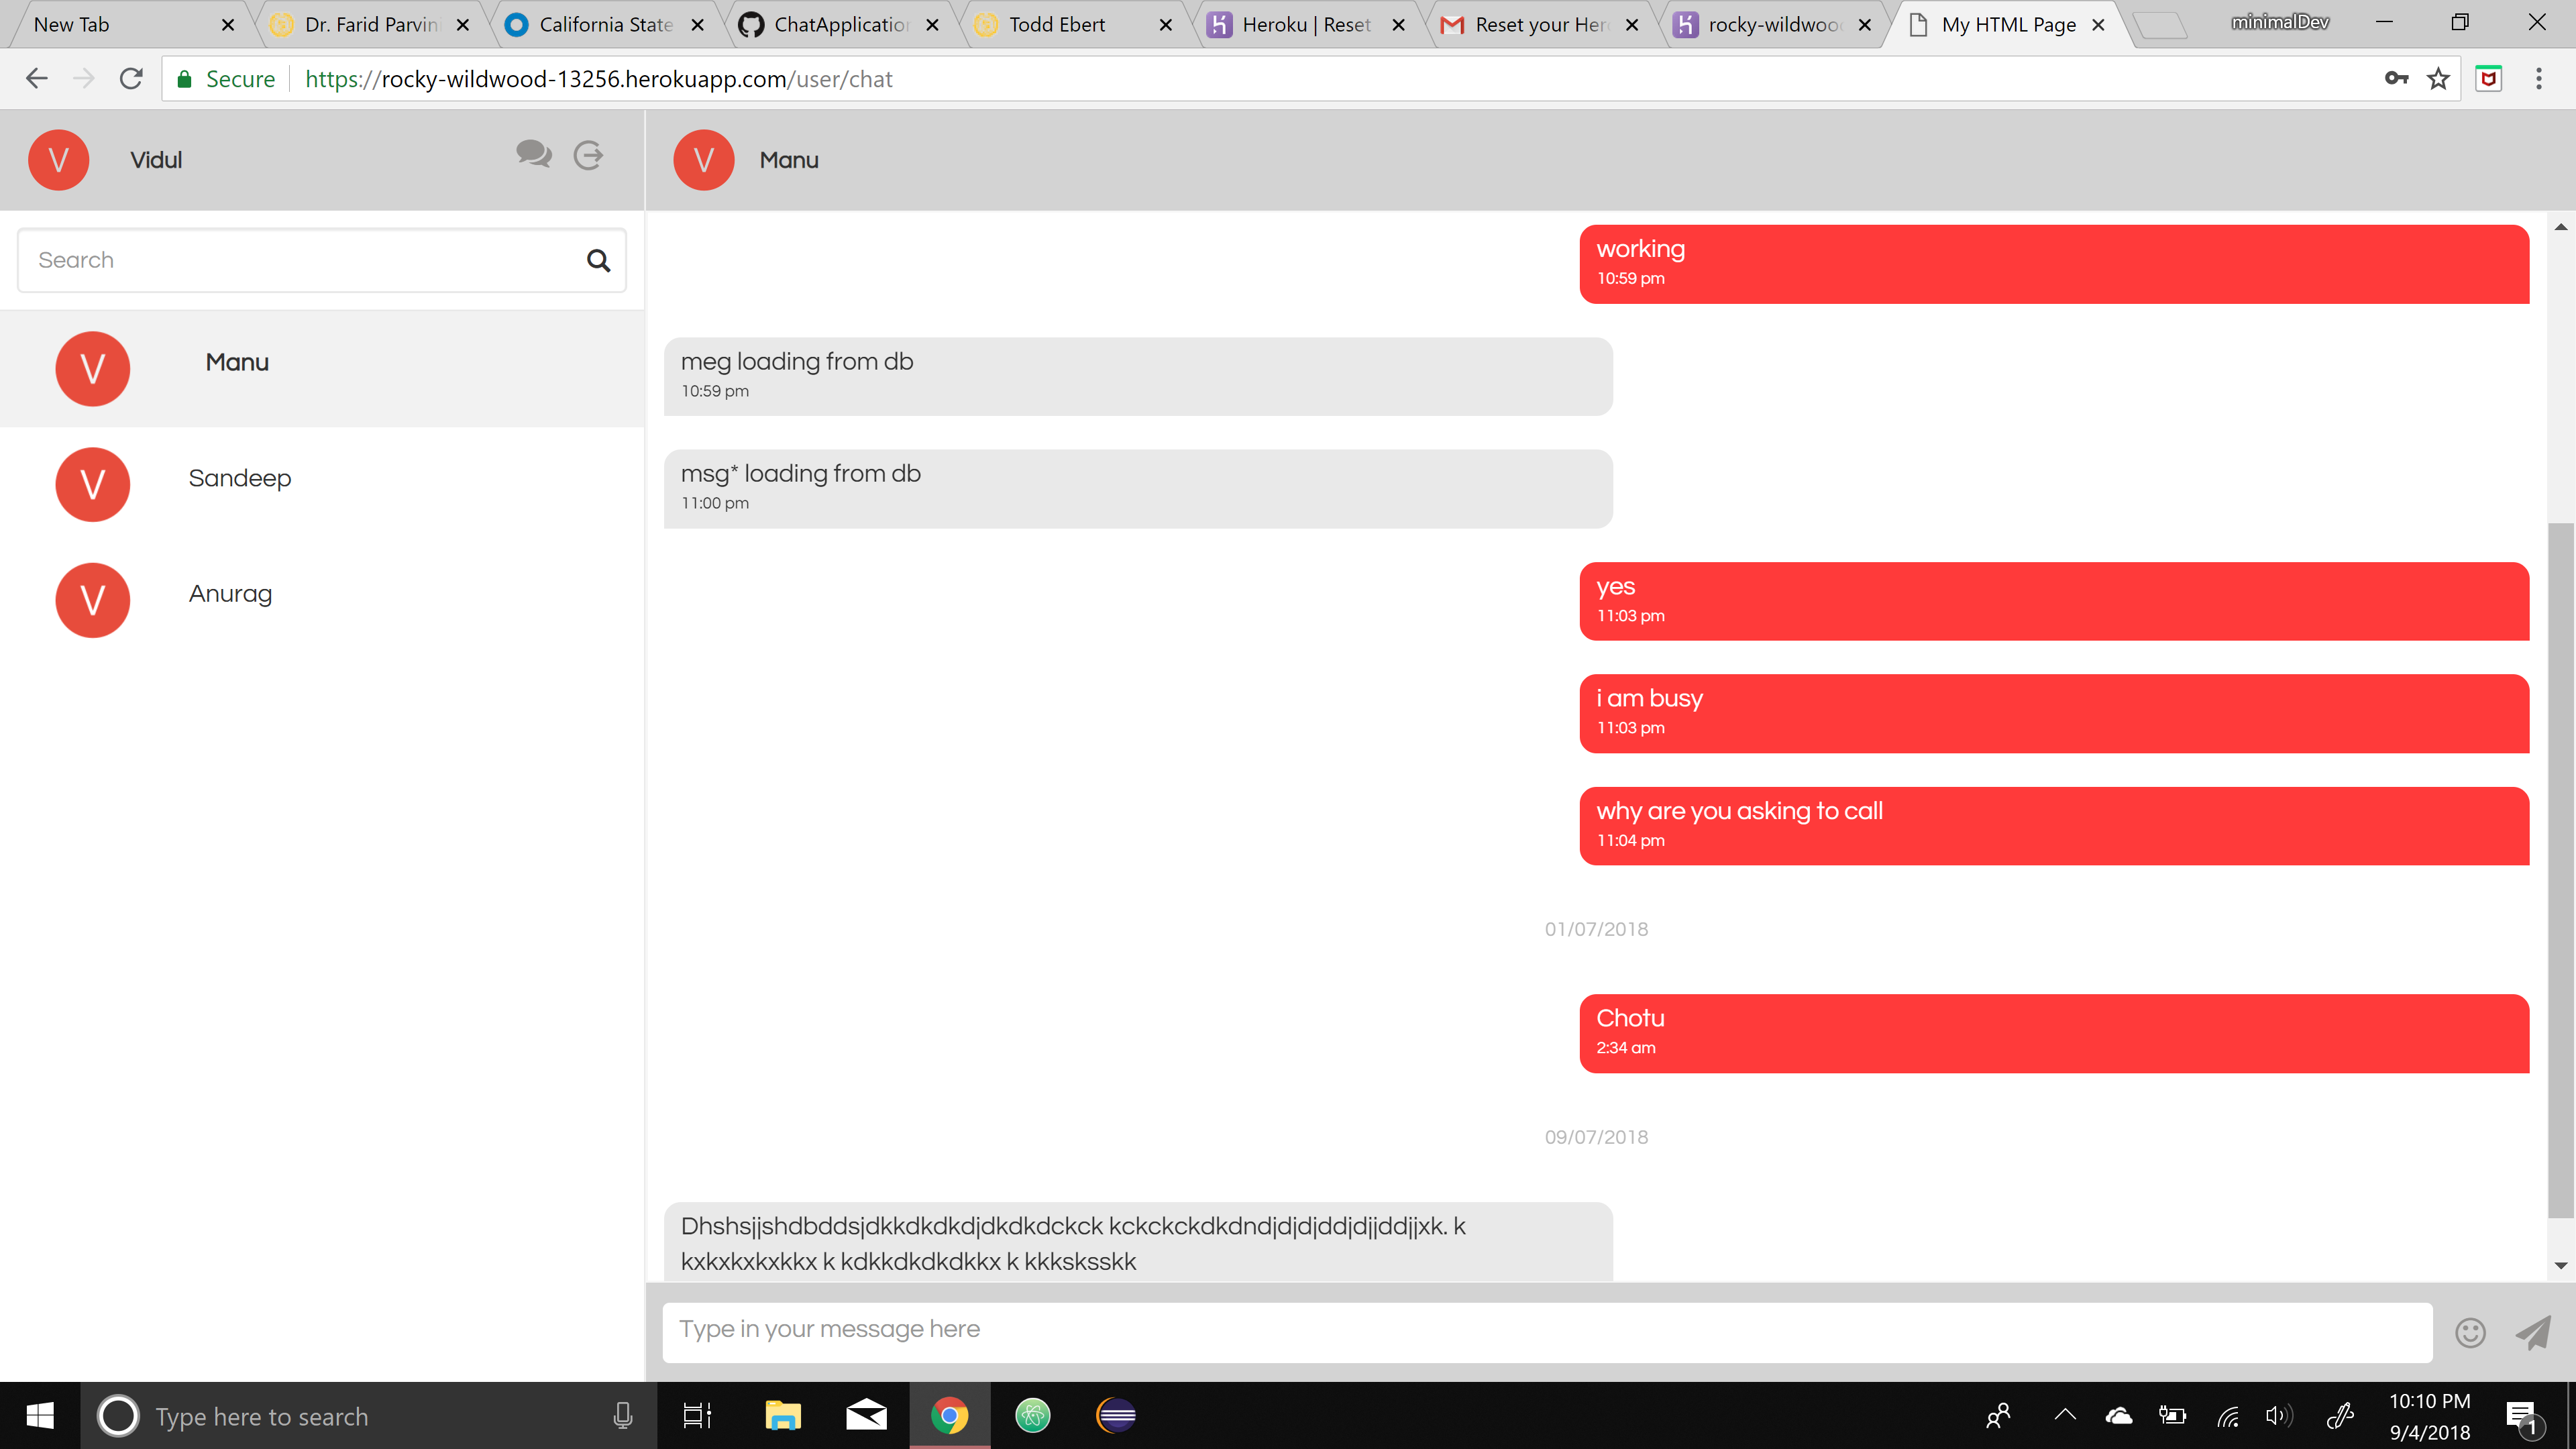 New Tab
Dr. Farid Parvini
California State
ChatApplication
Todd Ebert
Heroku | Reset
Reset your Her
rocky-wildwood
My HTML Page
minimalDev
Secure
https://rocky-wildwood-13256.herokuapp.com/user/chat
V
Vidul
V
Manu
Search
V
Manu
V
Sandeep
V
Anurag
working
10:59 pm
meg loading from db
10:59 pm
msg* loading from db
11:00 pm
yes
11:03 pm
i am busy
11:03 pm
why are you asking to call
11:04 pm
01/07/2018
Chotu
2:34 am
09/07/2018
Dhshsjjshdbddsjdkkdkdkdjdkdkdckck kckckckdkdndjdjdjddjdjjddjjxk. k
kxkxkxkxkkx k kdkkdkdkdkkx k kkksksskk
Type in your message here
Type here to search
10:10 PM
9/4/2018
1